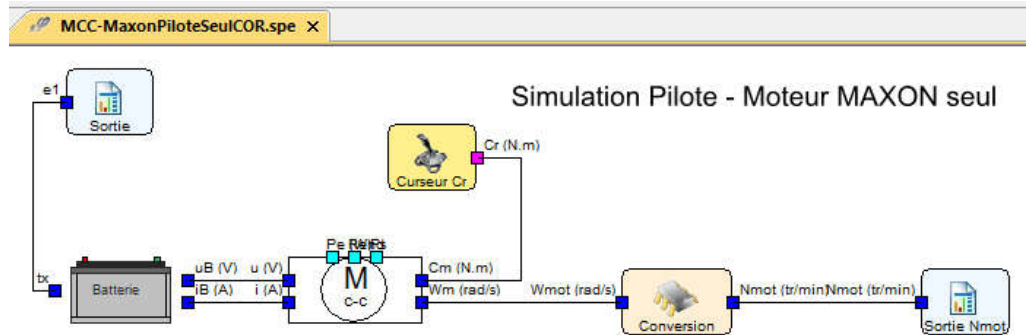 MCC-MaxonPiloteSeulCOR.spe ×
e1
Sortie
Simulation Pilote - Moteur MAXON seul
Cr (N.m)
Curseur Cr
Pe
tx
Batterie
uB (V) u (V)
iB (A) i (A)
M
c-c
Cm (N.m)
Wm (rad/s) Wmot (rad/s)
Conversion
Nmot (tr/min) Nmot (tr/min)
Sortie Nmot